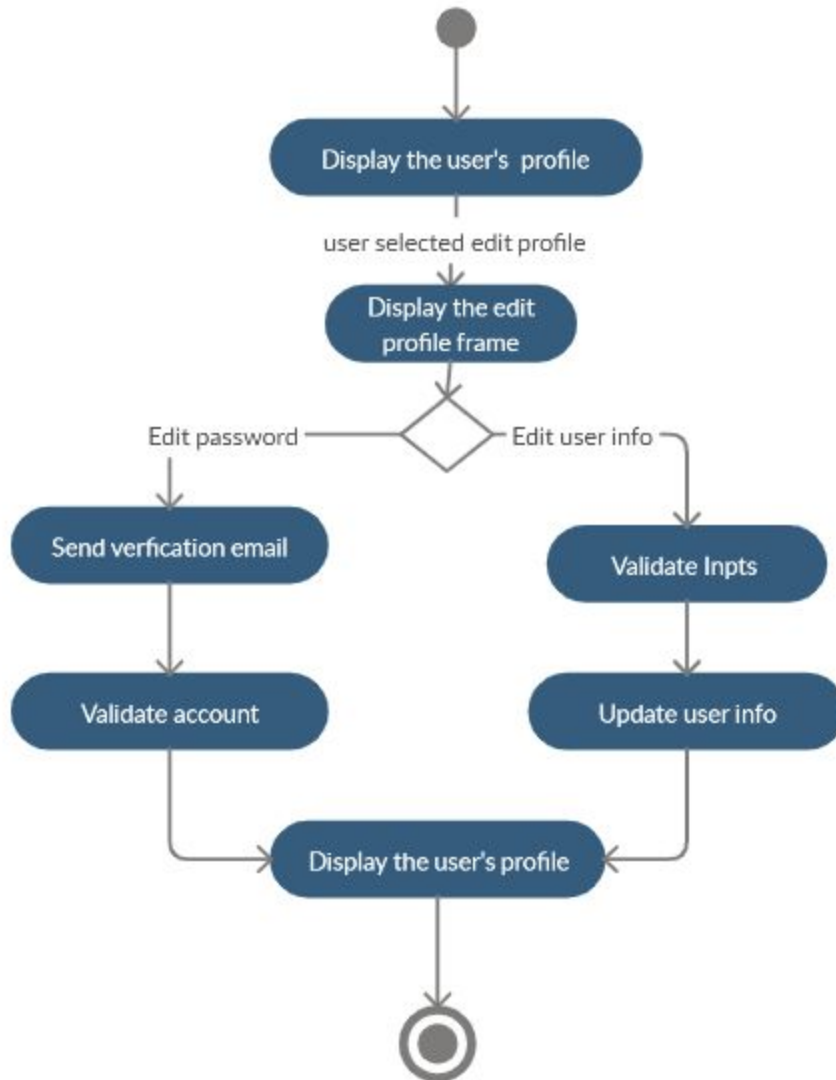 Display the user's  profile
user selected edit profile
Display the edit
profile frame
Edit password
Edit user info
Send verfication email
Validate Inpts
Validate account
Update user info
Display the user's profile